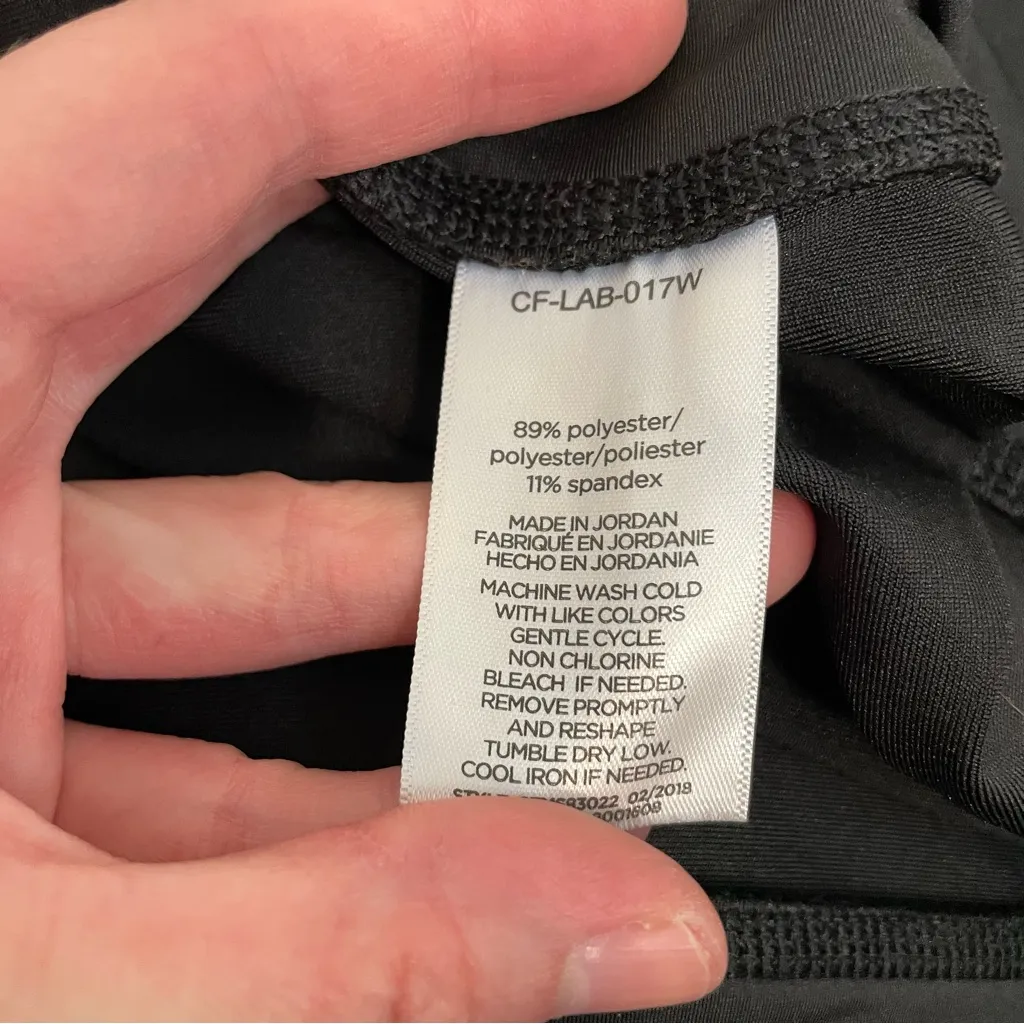 CF-LAB-017W
89% polyester/
polyester/poliester
11% spandex
MADE IN JORDAN
FABRIQUÉ EN JORDANIE
HECHO EN JORDANIA
MACHINE WASH COLD
WITH LIKE COLORS
GENTLE CYCLE.
NON CHLORINE
BLEACH IF NEEDED.
REMOVE PROMPTLY
AND RESHAPE
TUMBLE DRY LOW.
COOL IRON IF NEEDED.
02/2018